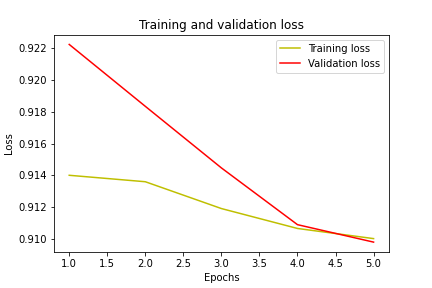 Training and validation loss
Training loss
Validation loss
Loss
0.922
0.920
0.918
0.916
0.914
0.912
0.910
1.0 1.5 2.0 2.5 3.0 3.5 4.0 4.5 5.0
Epochs